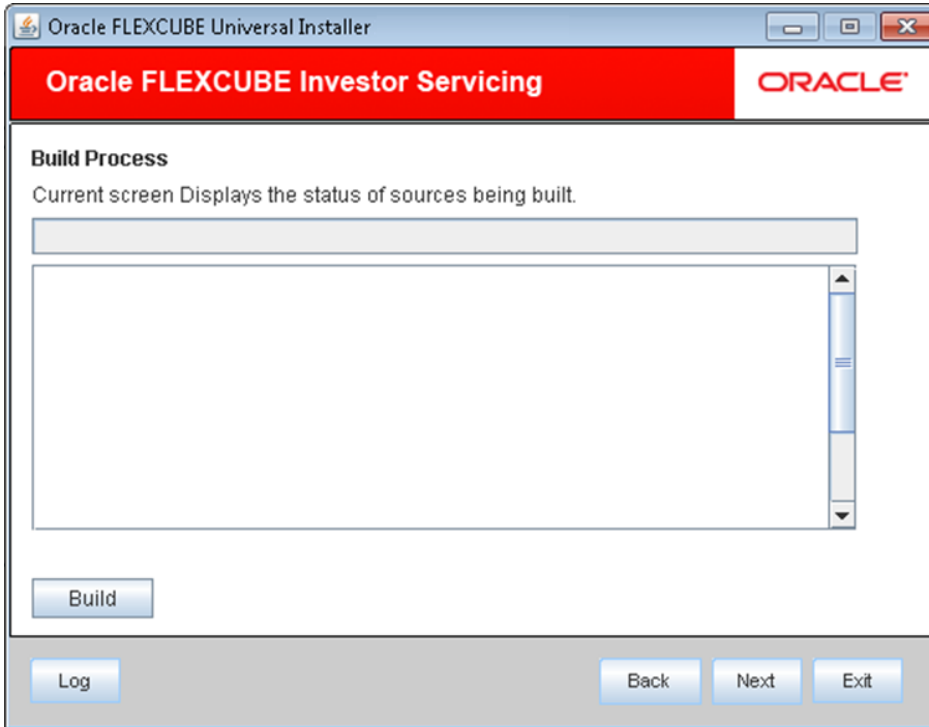 Oracle FLEXCUBE Universal Installer
Oracle FLEXCUBE Investor Servicing
ORACLE
Build Process
Current screen Displays the status of sources being built.
Build
Log
Back
Next
Exit